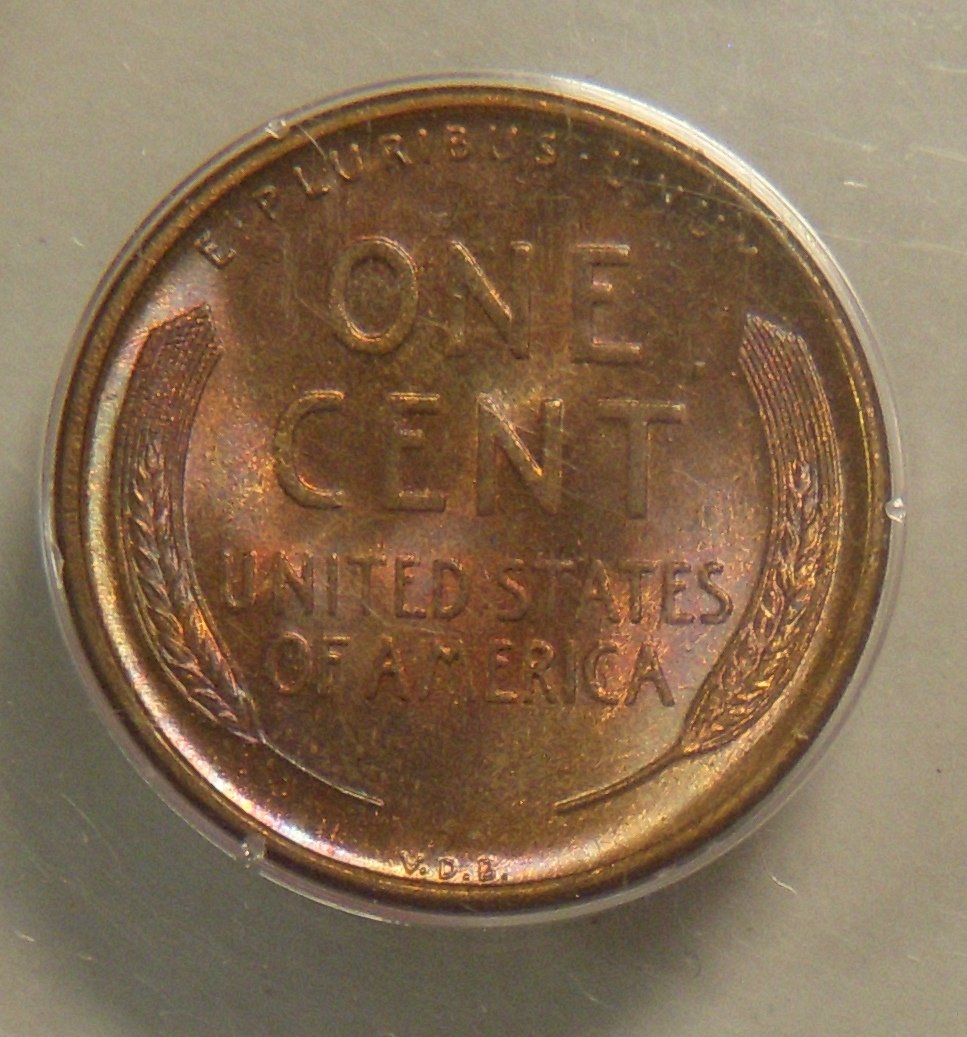 E·PLURIBUS·UNUM
ONE
CENT
UNITED·STATES
OF AMERICA
V.D.B.